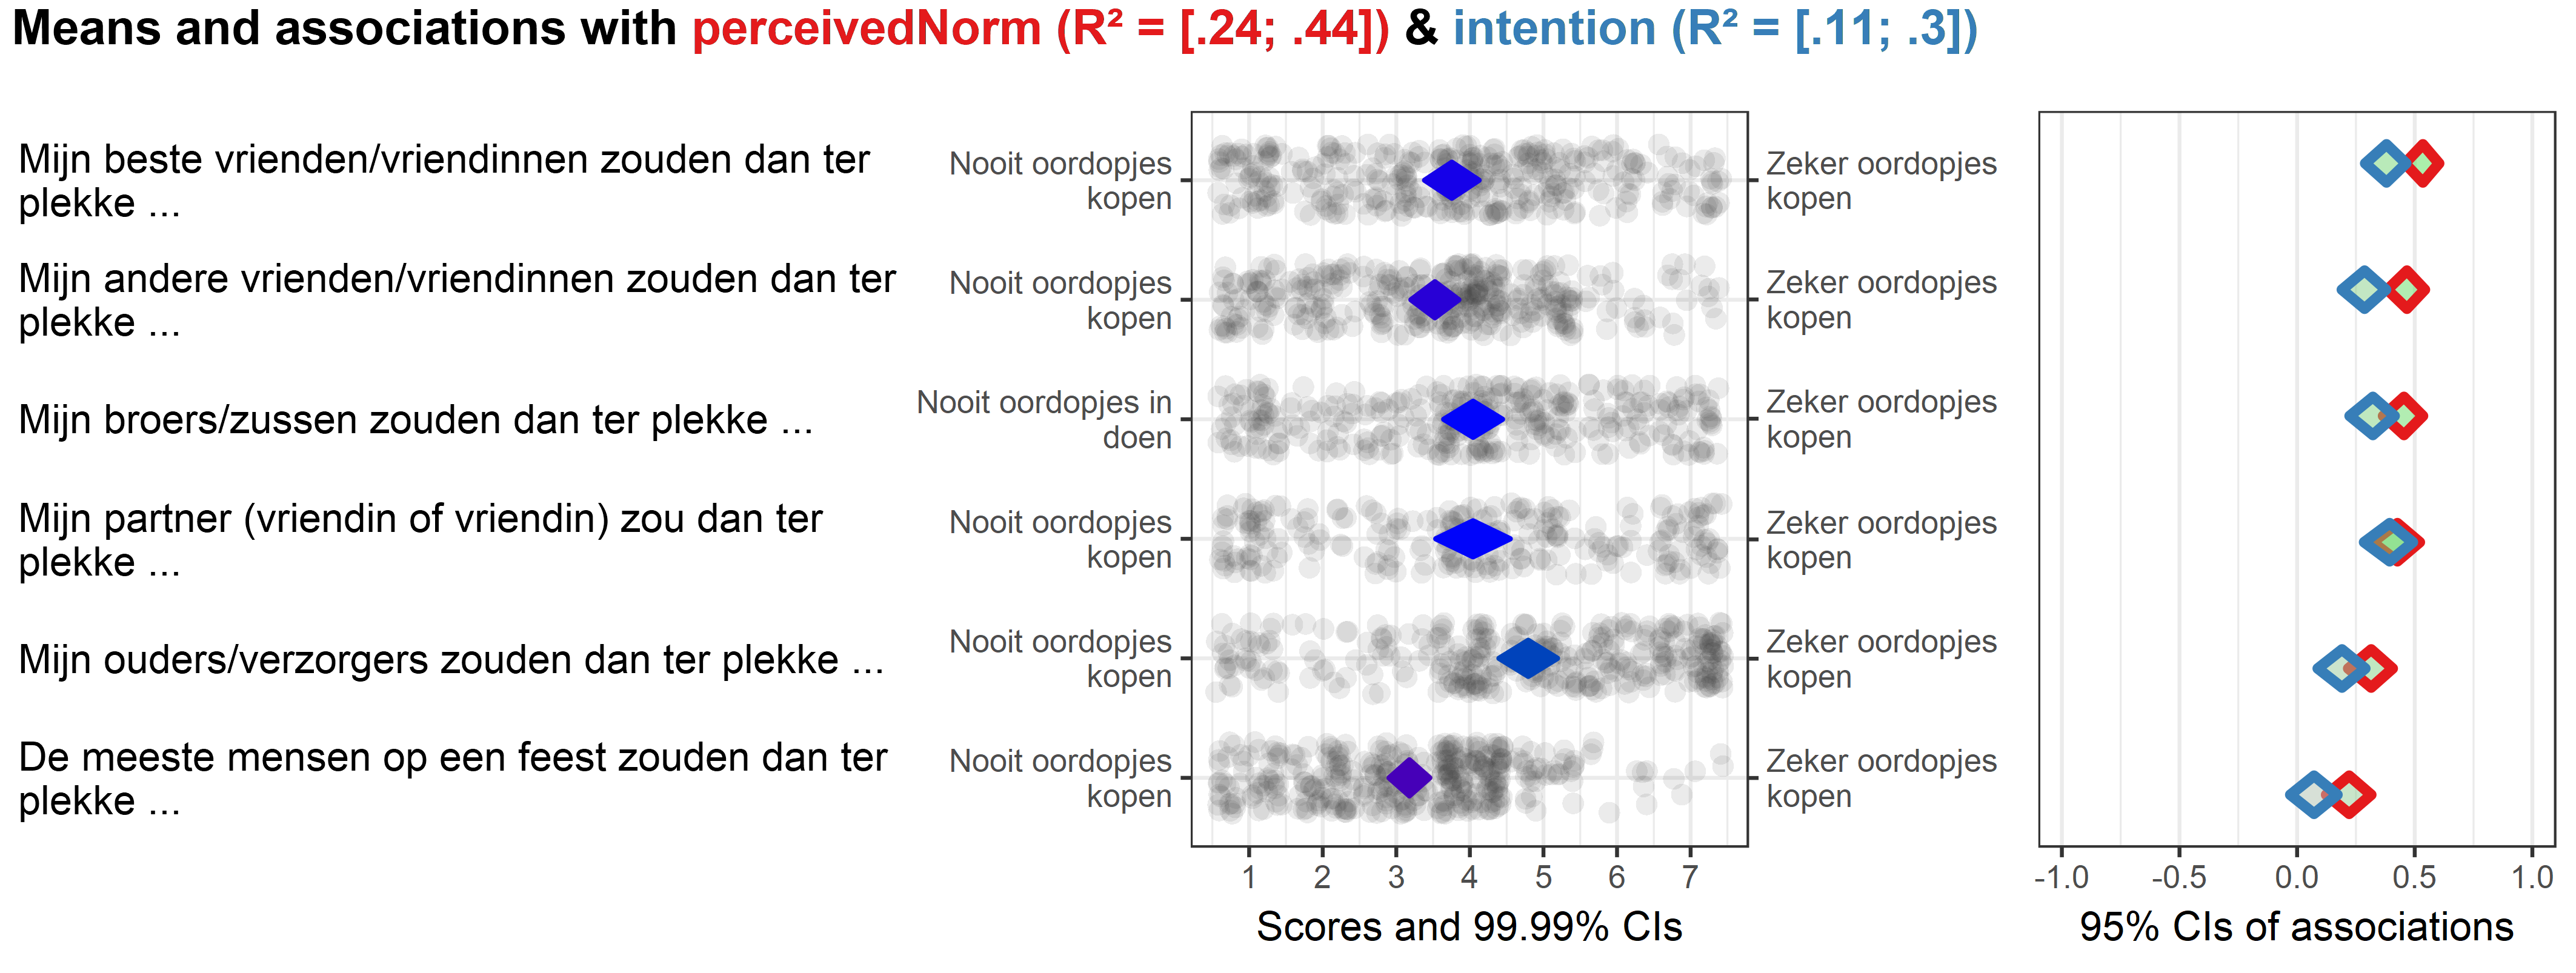 Means and associations with perceivedNorm (R² = [.24; .44]) & intention (R² = [.11; .3])
Mijn beste vrienden/vriendinnen zouden dan ter
plekke ...
Nooit oordopjes
kopen
Zeker oordopjes
kopen
Mijn andere vrienden/vriendinnen zouden dan ter
plekke ...
Nooit oordopjes
kopen
Zeker oordopjes
kopen
Mijn broers/zussen zouden dan ter plekke ...
Nooit oordopjes in
doen
Zeker oordopjes
kopen
Mijn partner (vriendin of vriendin) zou dan ter
plekke ...
Nooit oordopjes
kopen
Zeker oordopjes
kopen
Mijn ouders/verzorgers zouden dan ter plekke ...
Nooit oordopjes
kopen
Zeker oordopjes
kopen
De meeste mensen op een feest zouden dan ter
plekke ...
Nooit oordopjes
kopen
Zeker oordopjes
kopen
1 2 3 4 5 6 7
Scores and 99.99% CIs
-1.0 -0.5 0.0 0.5 1.0
95% CIs of associations